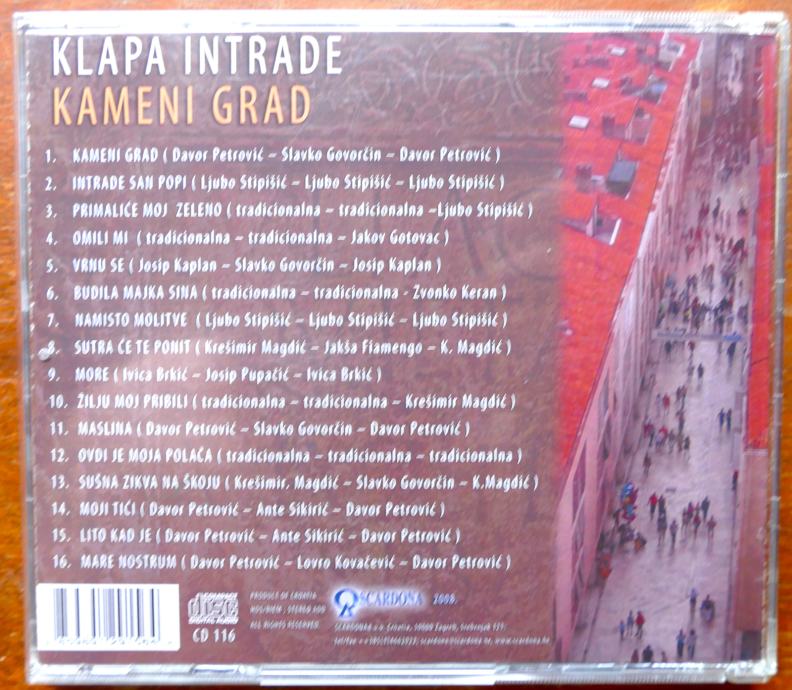 KLAPA INTRADE
KAMENI GRAD
1. KAMENI GRAD ( Davor Petrović – Slavko Govorčin – Davor Petrović )
2. INTRADE SAN POPI ( Ljubo Stipišić – Ljubo Stipišić – Ljubo Stipišić )
3. PRIMALIĆE MOJ ZELENO ( tradicionalna – tradicionalna –Ljubo Stipišić )
4. OMILI MI ( tradicionalna – tradicionalna – Jakov Gotovac )
5. VRNU SE ( Josip Kaplan – Slavko Govorčin – Josip Kaplan )
6. BUDILA MAJKA SINA ( tradicionalna – tradicionalna - Zvonko Keran )
7. NAMISTO MOLITVE ( Ljubo Stipišić – Ljubo Stipišić – Ljubo Stipišić )
8. SUTRA ĆE TE PONIT ( Krešimir Magdić – Jakša Fiamengo – K. Magdić )
9. MORE ( Ivica Brkić – Josip Pupačić – Ivica Brkić )
10. ŽILJU MOJ PRIBILI ( tradicionalna – tradicionalna – Krešimir Magdić )
11. MASLINA ( Davor Petrović – Slavko Govorčin – Davor Petrović )
12. OVDI JE MOJA POLAČA ( tradicionalna – tradicionalna – tradicionalna )
13. SUŠNA ZIKVA NA ŠKOJU ( Krešimir. Magdić – Slavko Govorčin – K.Magdić )
14. MOJI TIĆI ( Davor Petrović – Ante Sikirić – Davor Petrović )
15. LITO KAD JE ( Davor Petrović – Ante Sikirić – Davor Petrović )
16. MARE NOSTRUM ( Davor Petrović – Lovro Kovačević – Davor Petrović )
COMPACT
disc
DIGITAL AUDIO
CD 116
PRODUCT OF CROATIA
ALL RIGHTS RESERVED
SCARDONA 2008.